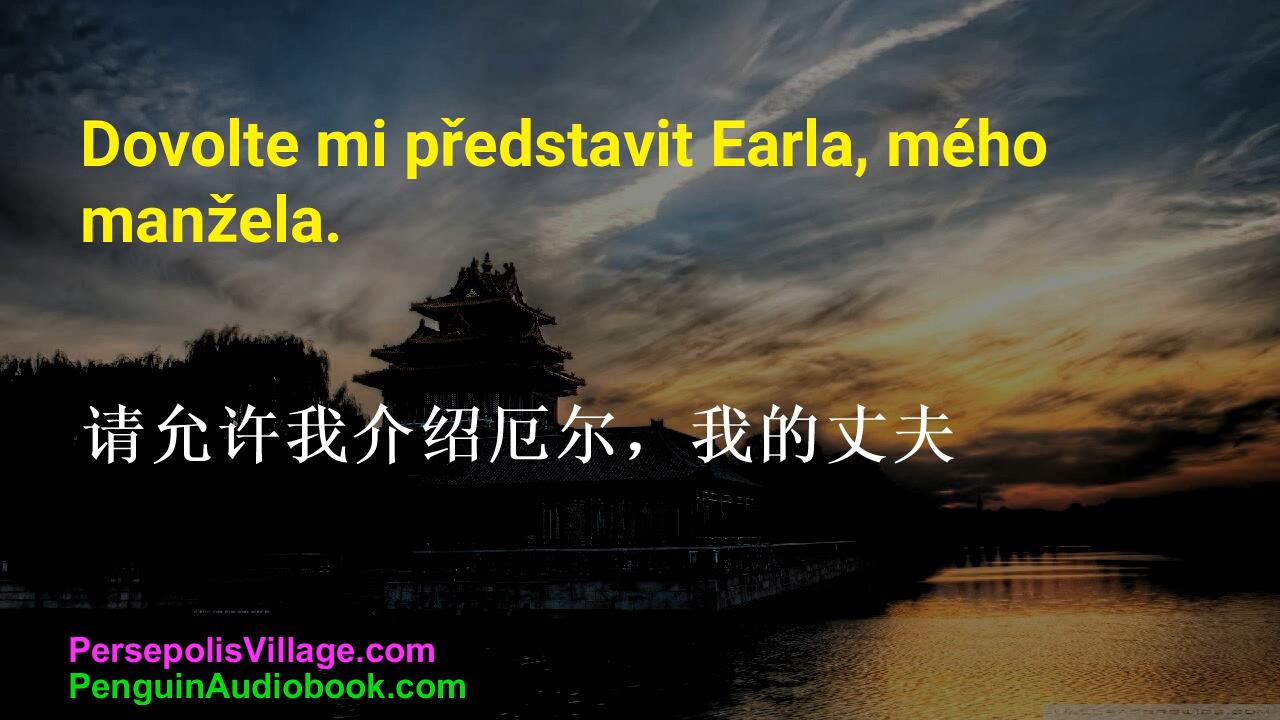 Dovolte mi představit Earla, mého
manžela.
请允许我介绍厄尔，我的丈夫
PersepolisVillage.com
PenguinAudiobook.com